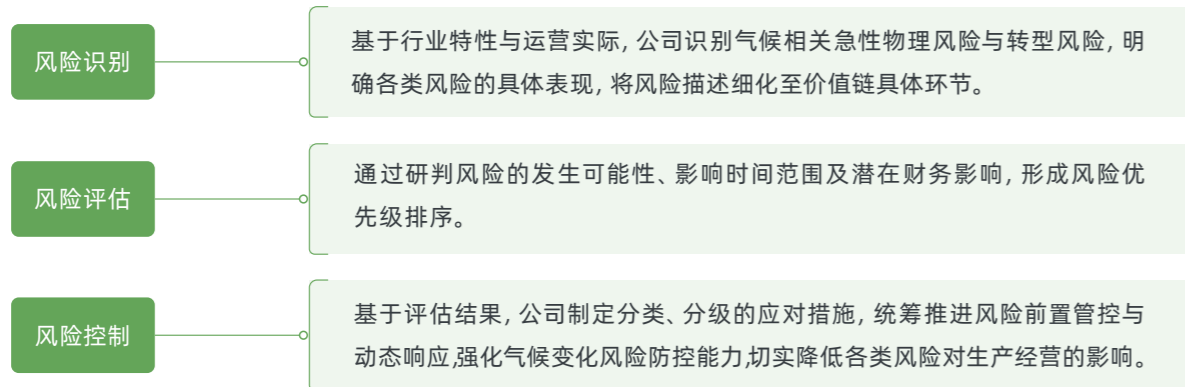 风险识别
基于行业特性与运营实际, 公司识别气候相关急性物理风险与转型风险, 明
确各类风险的具体表现, 将风险描述细化至价值链具体环节。
风险评估
通过研判风险的发生可能性、影响时间范围及潜在财务影响, 形成风险优
先级排序。
风险控制
基于评估结果, 公司制定分类、分级的应对措施, 统筹推进风险前置管控与
动态响应,强化气候变化风险防控能力,切实降低各类风险对生产经营的影响。